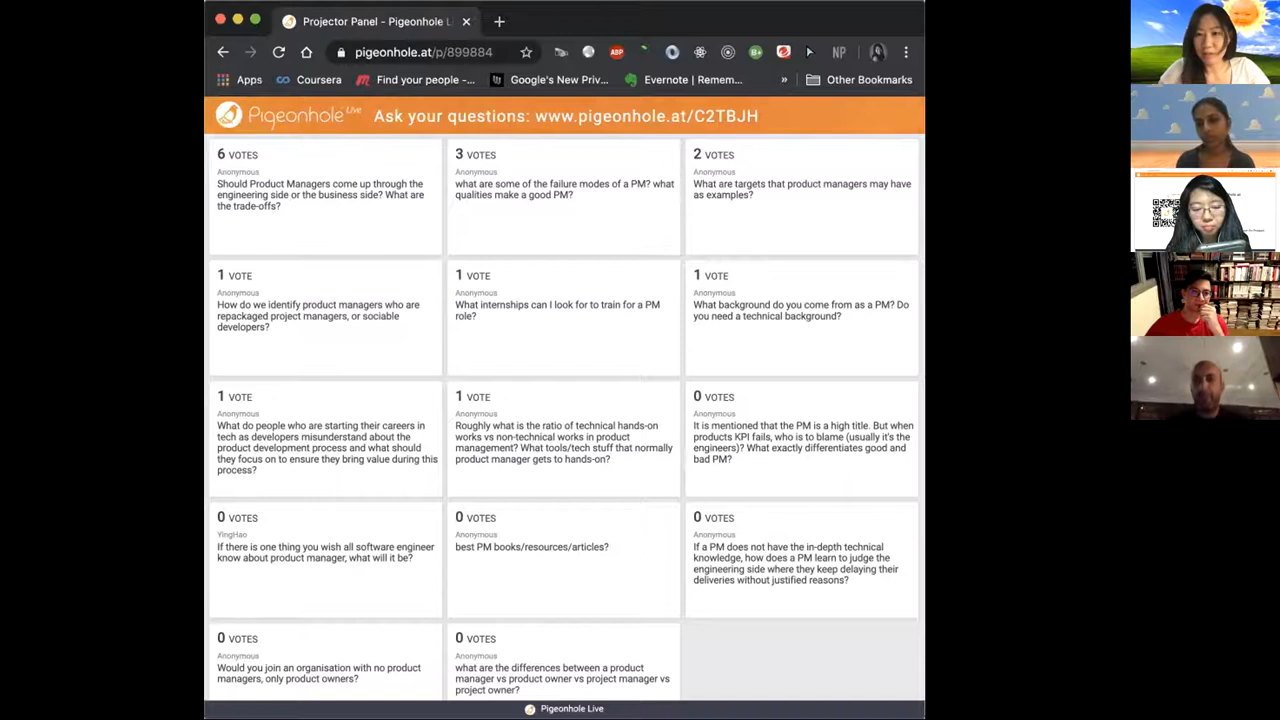 Projector Panel - Pigeonhole Li
pigeonhole.at/p/899884
ABP
NP
Apps
Coursera
Find your people -...
Google's New Priv...
Evernote | Remem...
»
Other Bookmarks
Pigeonhole Live
Ask your questions: www.pigeonhole.at/C2TBJH
6 VOTES
Anonymous
Should Product Managers come up through the
engineering side or the business side? What are
the trade-offs?
3 VOTES
Anonymous
what are some of the failure modes of a PM? what
qualities make a good PM?
2 VOTES
Anonymous
What are targets that product managers may have
as examples?
1 VOTE
Anonymous
How do we identify product managers who are
repackaged project managers, or sociable
developers?
1 VOTE
Anonymous
What internships can I look for to train for a PM
role?
1 VOTE
Anonymous
What background do you come from as a PM? Do
you need a technical background?
1 VOTE
Anonymous
What do people who are starting their careers in
tech as developers misunderstand about the
product development process and what should
they focus on to ensure they bring value during this
process?
1 VOTE
Anonymous
Roughly what is the ratio of technical hands-on
works vs non-technical works in product
management? What tools/tech stuff that normally
product manager gets to hands-on?
0 VOTES
Anonymous
It is mentioned that the PM is a high title. But when
products KPI fails, who is to blame (usually it's the
engineers)? What exactly differentiates good and
bad PM?
0 VOTES
YingHao
If there is one thing you wish all software engineer
know about product manager, what will it be?
0 VOTES
Anonymous
best PM books/resources/articles?
0 VOTES
Anonymous
If a PM does not have the in-depth technical
knowledge, how does a PM learn to judge the
engineering side where they keep delaying their
deliveries without justified reasons?
0 VOTES
Anonymous
Would you join an organisation with no product
managers, only product owners?
0 VOTES
Anonymous
what are the differences between a product
manager vs product owner vs project manager vs
project owner?
Pigeonhole Live